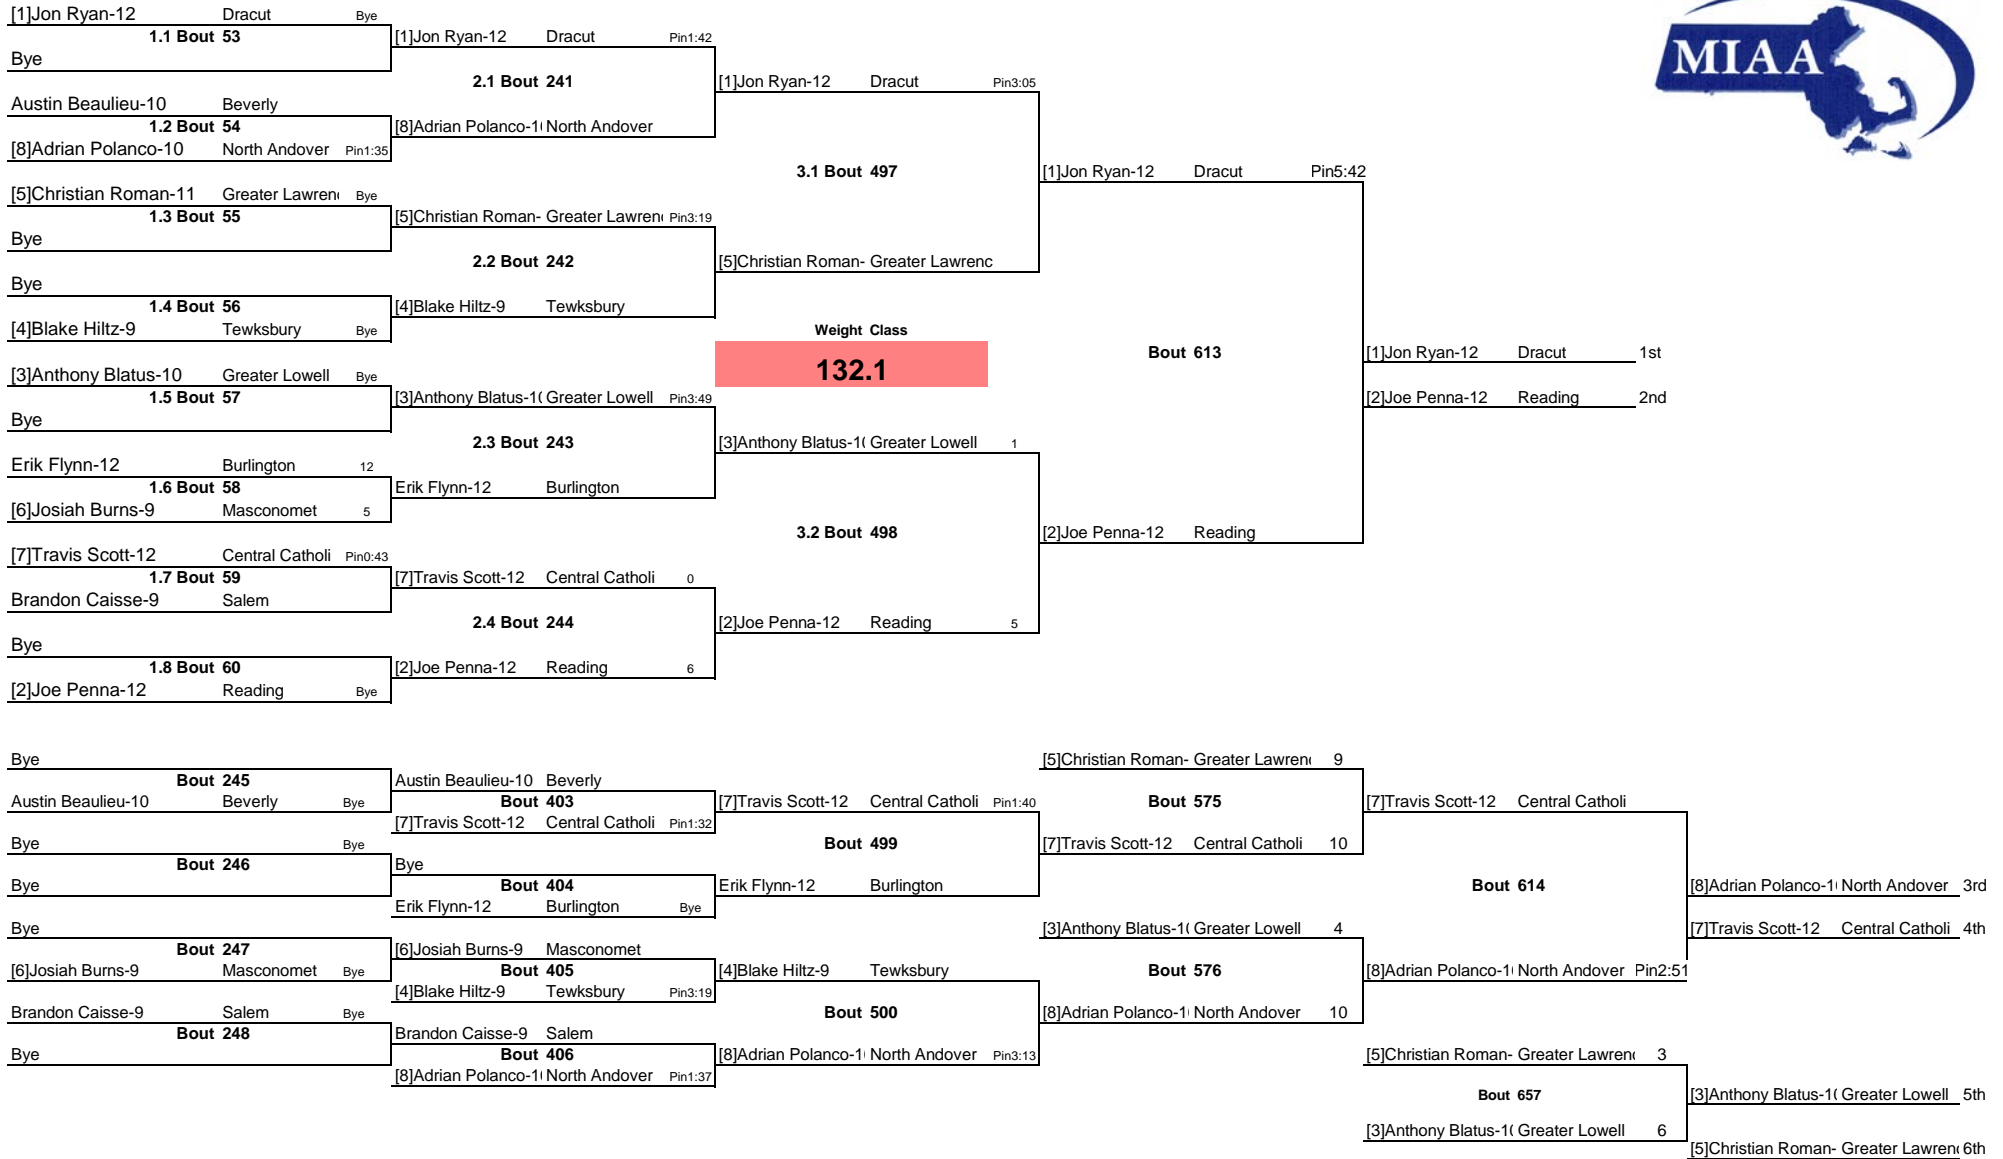 MIAA
[1]Jon Ryan-12 Dracut Bye
1.1 Bout 53
Bye
Austin Beaulieu-10 Beverly
1.2 Bout 54
[8]Adrian Polanco-10 North Andover Pin1:35
[5]Christian Roman-11 Greater Lawrenc Bye
1.3 Bout 55
Bye
Bye
1.4 Bout 56
[4]Blake Hiltz-9 Tewksbury Bye
[3]Anthony Blatus-10 Greater Lowell Bye
1.5 Bout 57
Bye
Erik Flynn-12 Burlington 12
1.6 Bout 58
[6]Josiah Burns-9 Masconomet 5
[7]Travis Scott-12 Central Catholi Pin0:43
1.7 Bout 59
Brandon Caisse-9 Salem
Bye
1.8 Bout 60
[2]Joe Penna-12 Reading Bye
[1]Jon Ryan-12 Dracut Pin1:42
2.1 Bout 241
[8]Adrian Polanco-1( North Andover
[5]Christian Roman- Greater Lawrenc Pin3:19
2.2 Bout 242
[4]Blake Hiltz-9 Tewksbury
[3]Anthony Blatus-1( Greater Lowell Pin3:49
2.3 Bout 243
Erik Flynn-12 Burlington
[7]Travis Scott-12 Central Catholi 0
2.4 Bout 244
[2]Joe Penna-12 Reading 6
[1]Jon Ryan-12 Dracut Pin3:05
3.1 Bout 497
[5]Christian Roman- Greater Lawrenc
Weight Class
132.1
[3]Anthony Blatus-1( Greater Lowell 1
3.2 Bout 498
[2]Joe Penna-12 Reading 5
[1]Jon Ryan-12 Dracut Pin5:42
Bout 613
[2]Joe Penna-12 Reading
[1]Jon Ryan-12 Dracut 1st
[2]Joe Penna-12 Reading 2nd
Bye
Bout 245
Austin Beaulieu-10 Beverly Bye
Bye Bye
Bout 246
Bye
Bye
Bout 247
[6]Josiah Burns-9 Masconomet Bye
Brandon Caisse-9 Salem Bye
Bout 248
Bye
Austin Beaulieu-10 Beverly
Bout 403
[7]Travis Scott-12 Central Catholi Pin1:32
Bye
Bout 404
Erik Flynn-12 Burlington Bye
[6]Josiah Burns-9 Masconomet
Bout 405
[4]Blake Hiltz-9 Tewksbury Pin3:19
Brandon Caisse-9 Salem
Bout 406
[8]Adrian Polanco-1( North Andover Pin1:37
[7]Travis Scott-12 Central Catholi Pin1:40
Bout 499
Erik Flynn-12 Burlington
[4]Blake Hiltz-9 Tewksbury
Bout 500
[8]Adrian Polanco-1( North Andover Pin3:13
[5]Christian Roman- Greater Lawrenc 9
Bout 575
[7]Travis Scott-12 Central Catholi 10
[3]Anthony Blatus-1( Greater Lowell 4
Bout 576
[8]Adrian Polanco-1( North Andover 10
[7]Travis Scott-12 Central Catholi
Bout 614
[8]Adrian Polanco-1( North Andover Pin2:51
[8]Adrian Polanco-1( North Andover 3rd
[7]Travis Scott-12 Central Catholi 4th
[5]Christian Roman- Greater Lawrenc 3
Bout 657
[3]Anthony Blatus-1( Greater Lowell 6
[3]Anthony Blatus-1( Greater Lowell 5th
[5]Christian Roman- Greater Lawrenc 6th